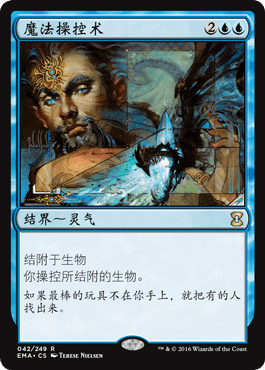 魔法操控术 2
结界～灵气
结附于生物
你操控所结附的生物。
如果最棒的玩具不在你手上，就把有的人
找出来。
042/249 R
EMA • CS TERESE NIELSEN
™ & © 2016 Wizards of the Coast